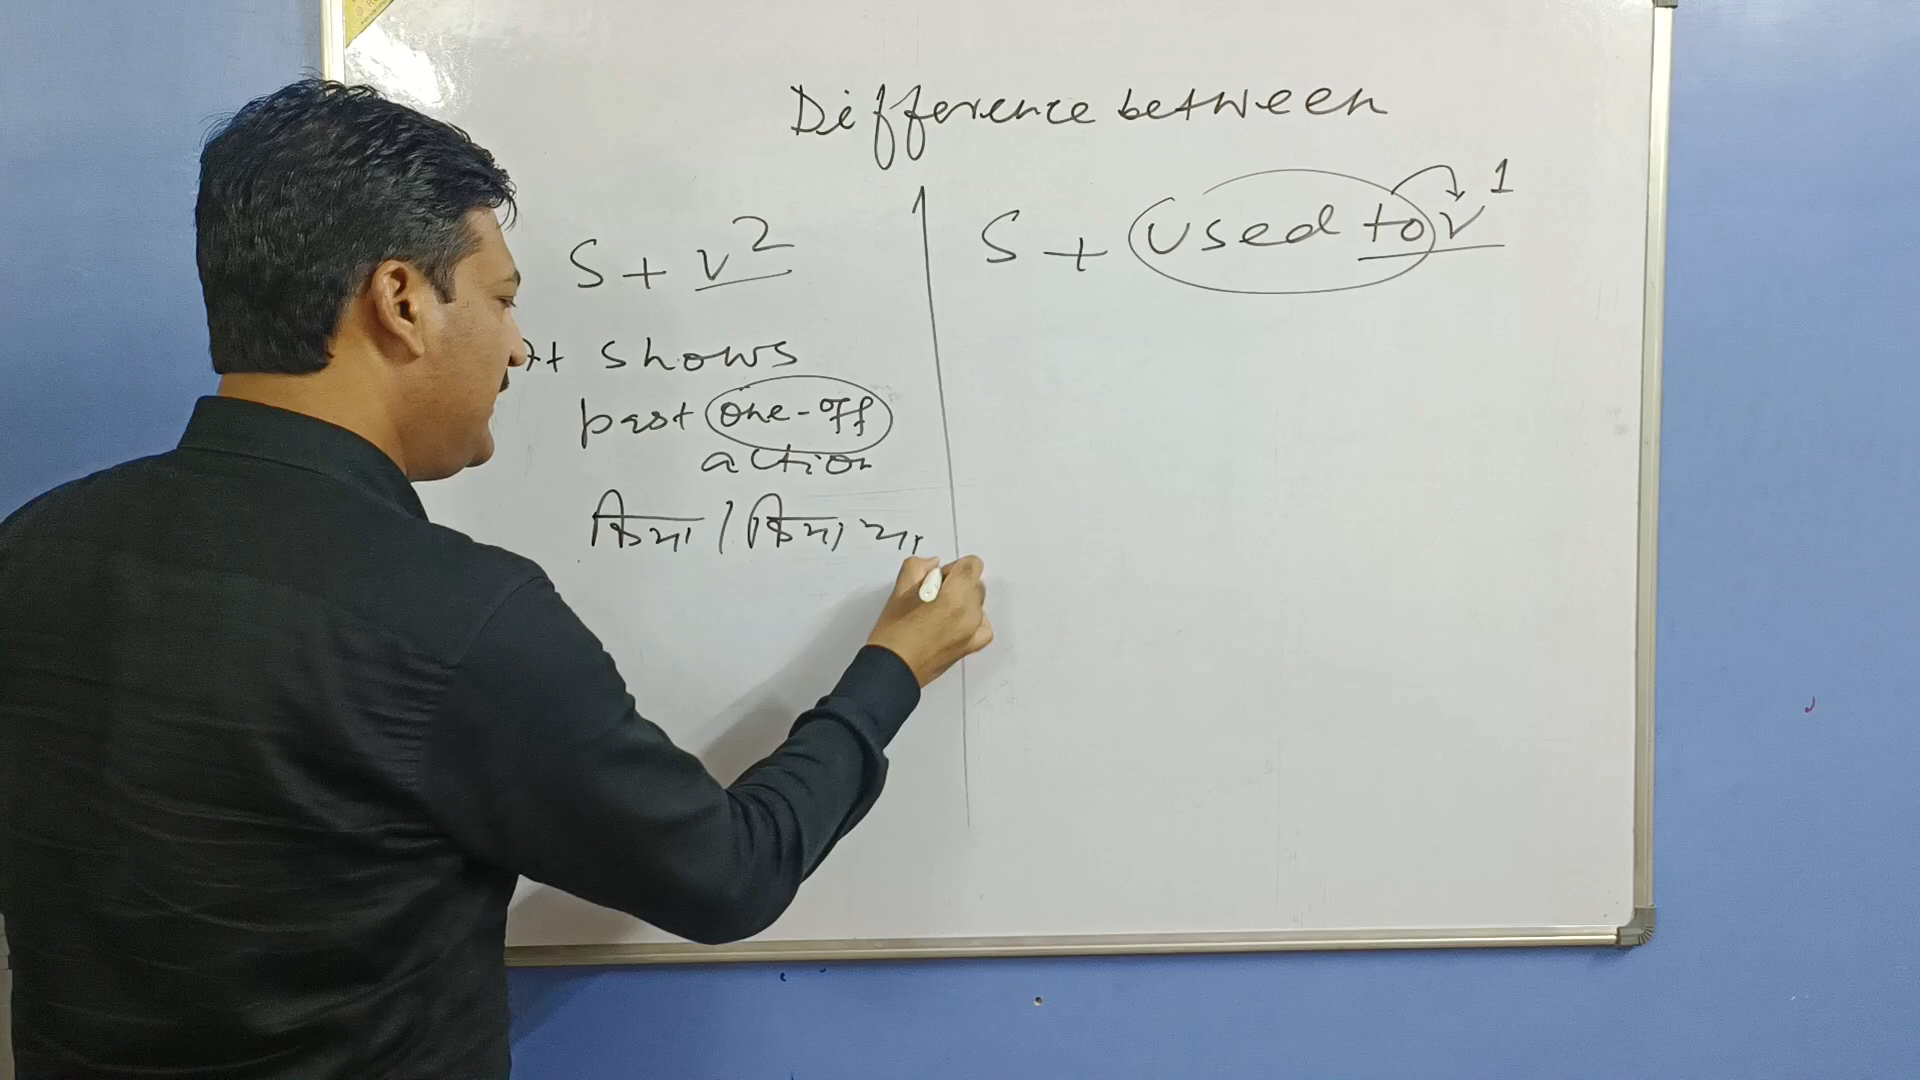 Difference between
S + v²
S + used to v¹
It shows
past one-off
action
किया / किया था